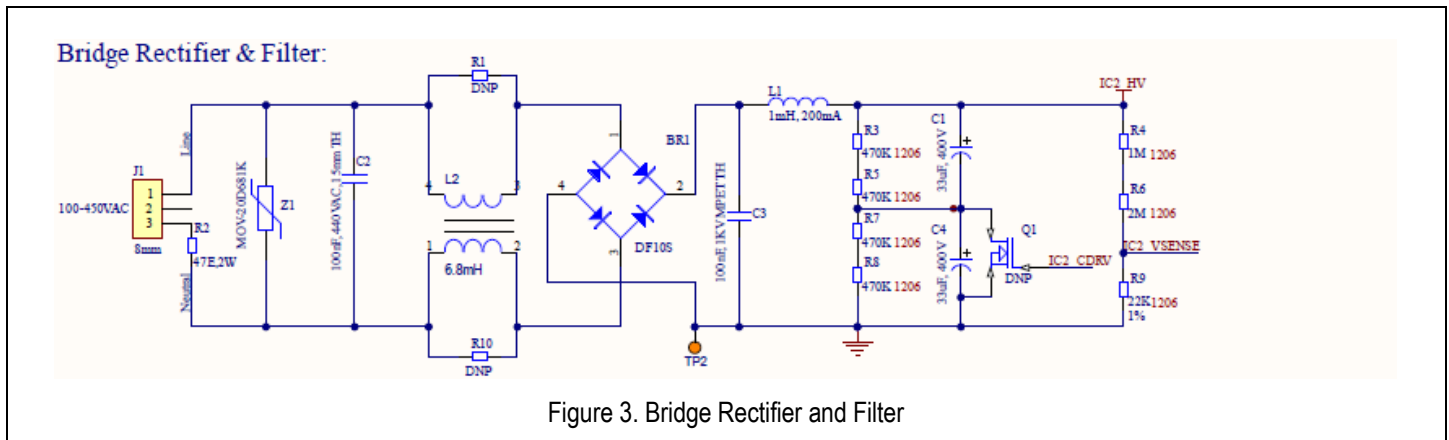 Bridge Rectifier & Filter:
R1
DNP
IC2_HV
L1
1mH, 200mA
BR1
J1
1
2
3
8mm
100-450VAC
Line
Neutral
R2
47E,2W
Z1
MOV-20D681K
C2
100nF,440VAC,15mm TH
L2
4
3
1
2
6.8mH
R10
DNP
1
4
2
3
DF10S
TP2
C3
100nF,1KV MPET TH
R3
470K 1206
R5
470K 1206
R7
470K 1206
R8
470K 1206
C1
33uF, 400V
C4
33uF, 400V
Q1
DNP
IC2_CDRV
R4
1M 1206
R6
2M 1206
IC2_VSENSE
R9
22K 1206
1%
Figure 3. Bridge Rectifier and Filter